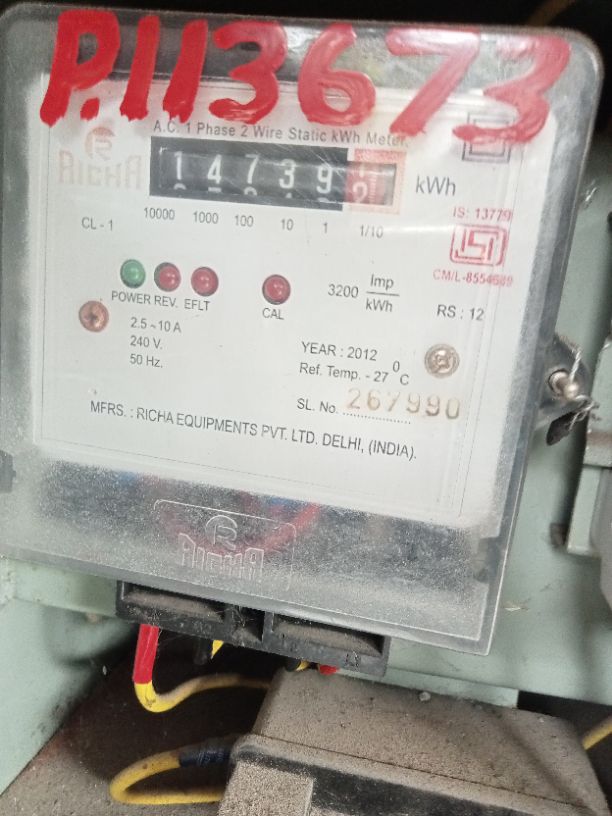 P.113673
A.C. 1 Phase 2 Wire Static kWh Meter.
RICHA
14739 kWh
10000 1000 100 10 1 1/10
CL - 1
IS: 13779
CM/L-8554689
POWER REV. EFLT
CAL
3200 Imp/kWh
RS : 12
2.5 ~ 10 A
240 V.
50 Hz.
YEAR : 2012
Ref. Temp. - 27 0 C
SL. No. 267990
MFRS. : RICHA EQUIPMENTS PVT. LTD. DELHI, (INDIA).
RICHA